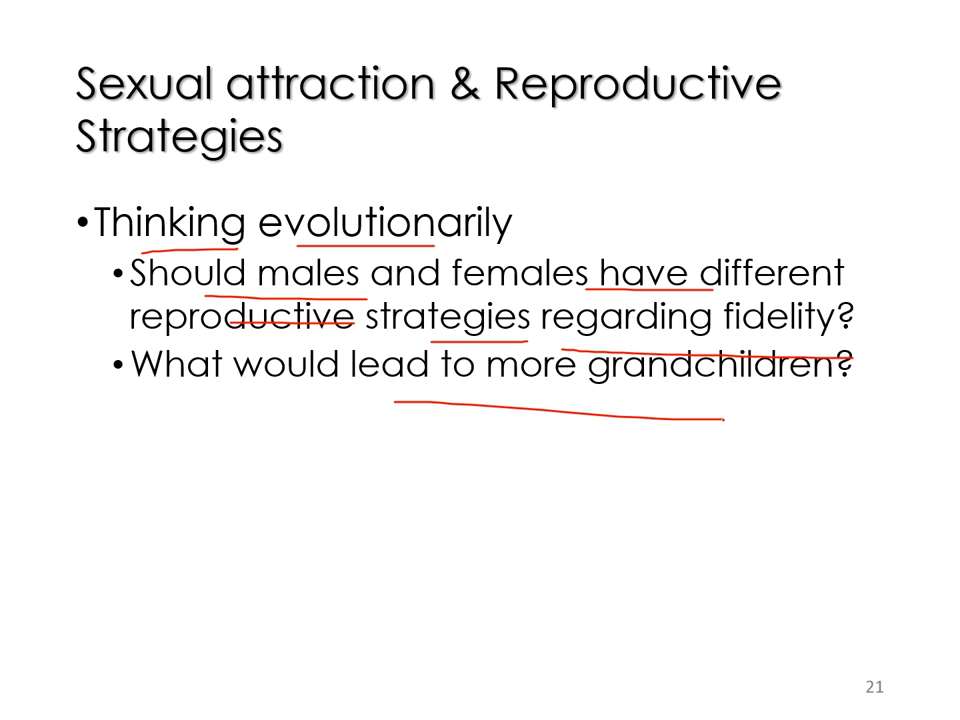 Sexual attraction & Reproductive
Strategies
•Thinking evolutionarily
•Should males and females have different
reproductive strategies regarding fidelity?
•What would lead to more grandchildren?
21